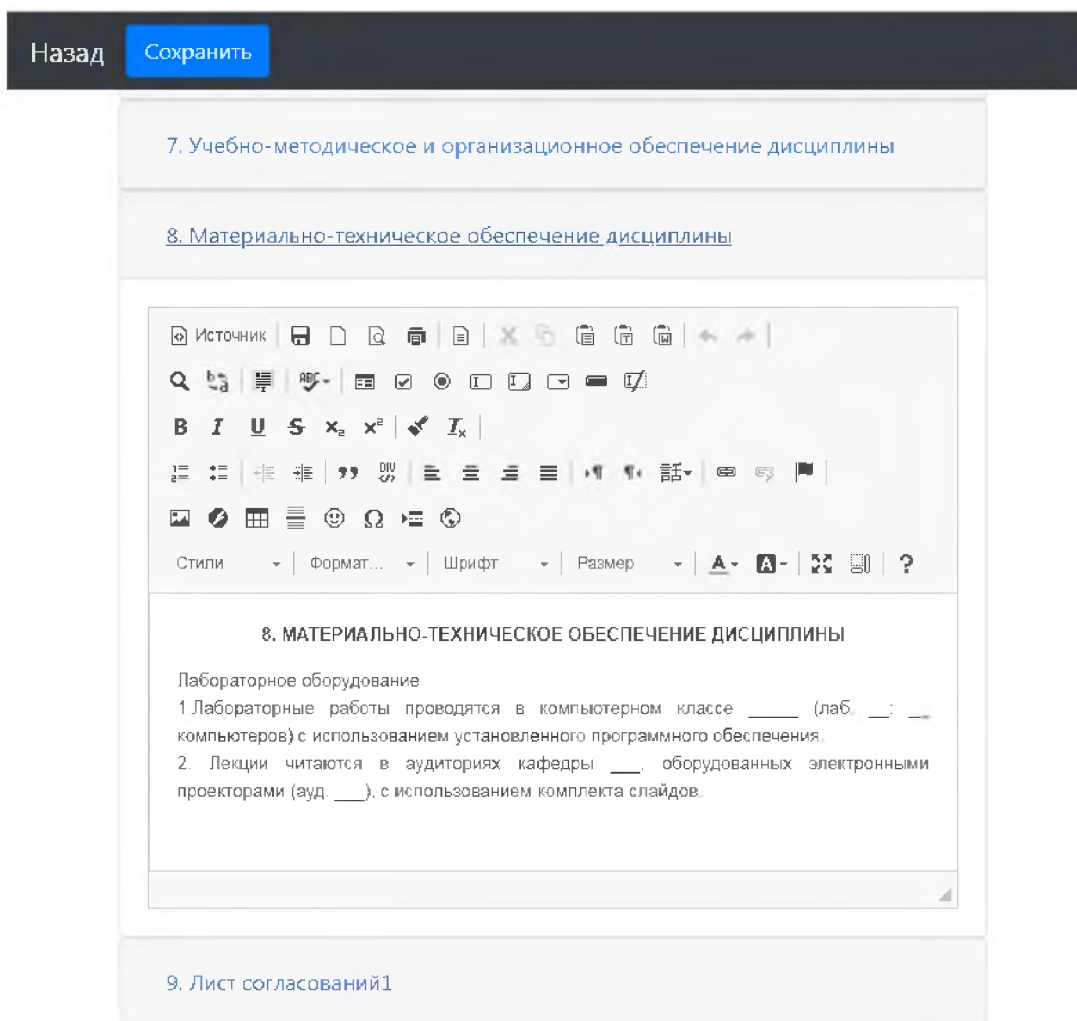 Назад Сохранить
7. Учебно-методическое и организационное обеспечение дисциплины
8. Материально-техническое обеспечение дисциплины
Источник
Стили Формат... Шрифт Размер
8. МАТЕРИАЛЬНО-ТЕХНИЧЕСКОЕ ОБЕСПЕЧЕНИЕ ДИСЦИПЛИНЫ
Лабораторное оборудование
1.Лабораторные работы проводятся в компьютерном классе _____ (лаб. __: __
компьютеров) с использованием установленного программного обеспечения.
2. Лекции читаются в аудиториях кафедры ___, оборудованных электронными
проекторами (ауд. ___), с использованием комплекта слайдов.
9. Лист согласований1